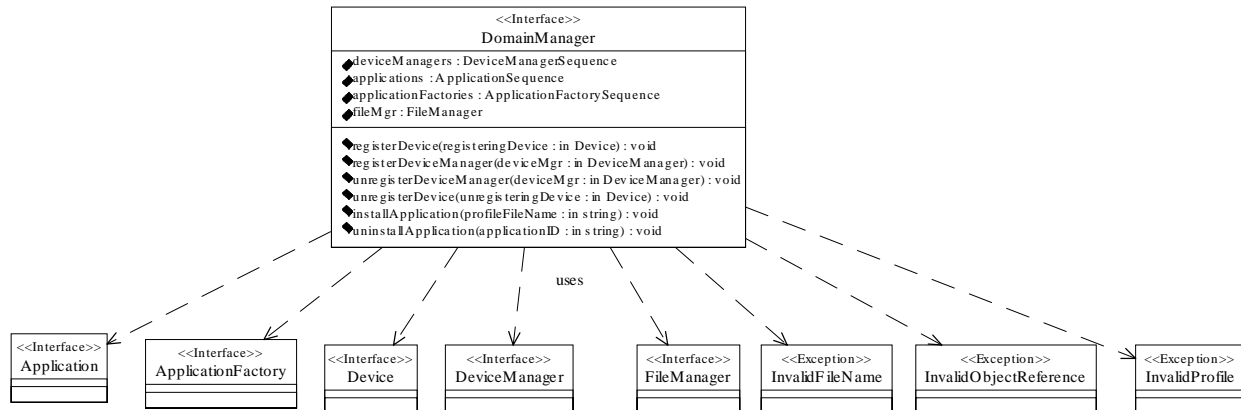 <<Interface>>
DomainManager
deviceManagers : DeviceManagerSequence
applications : ApplicationSequence
applicationFactories : ApplicationFactorySequence
fileMgr : FileManager
registerDevice(registeringDevice : in Device) : void
registerDeviceManager(deviceMgr : in DeviceManager) : void
unregisterDeviceManager(deviceMgr : in DeviceManager) : void
unregisterDevice(unregisteringDevice : in Device) : void
installApplication(profileFileName : in string) : void
uninstallApplication(applicationID : in string) : void
uses
<<Interface>>
Application
<<Interface>>
ApplicationFactory
<<Interface>>
Device
<<Interface>>
DeviceManager
<<Interface>>
FileManager
<<Exception>>
InvalidFileName
<<Exception>>
InvalidObjectReference
<<Exception>>
InvalidProfile